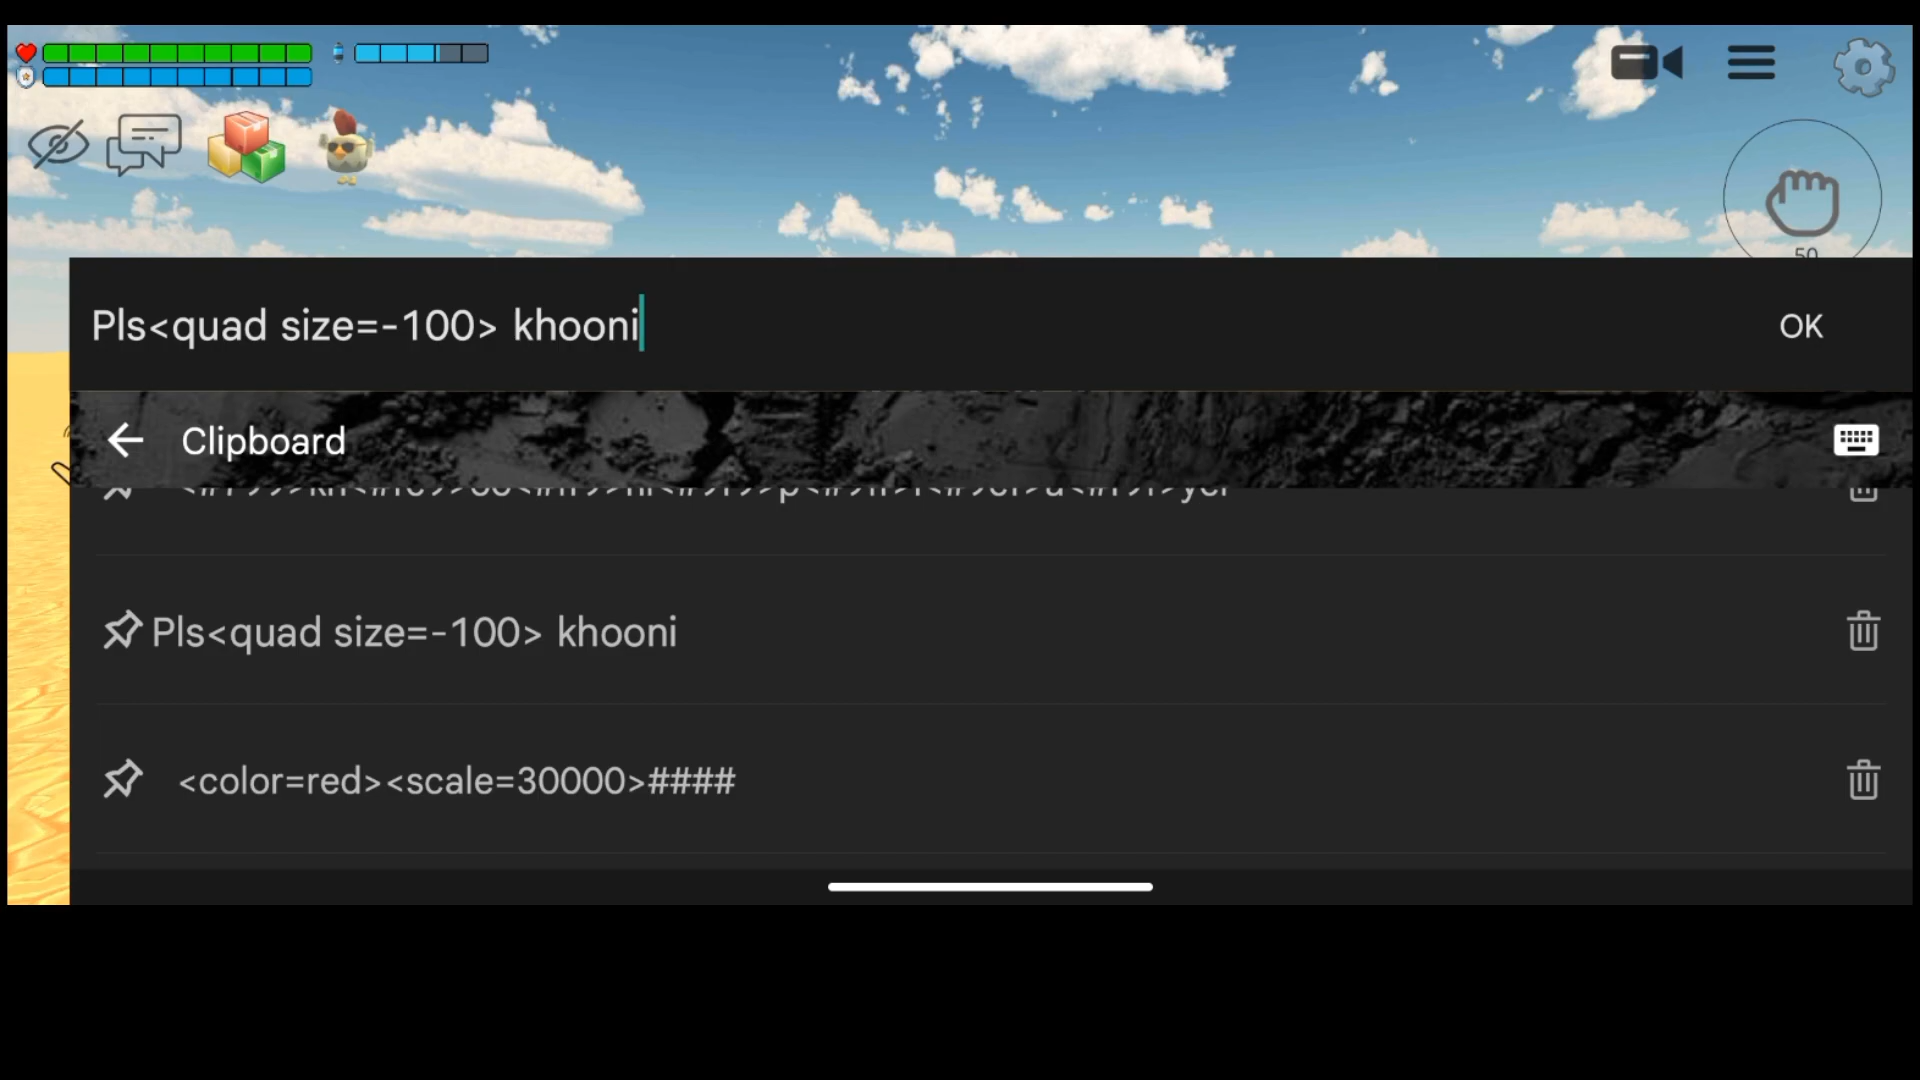 50
Pls<quad size=-100> khooni
OK
Clipboard
Pls<quad size=-100> khooni
<color=red><scale=30000>####